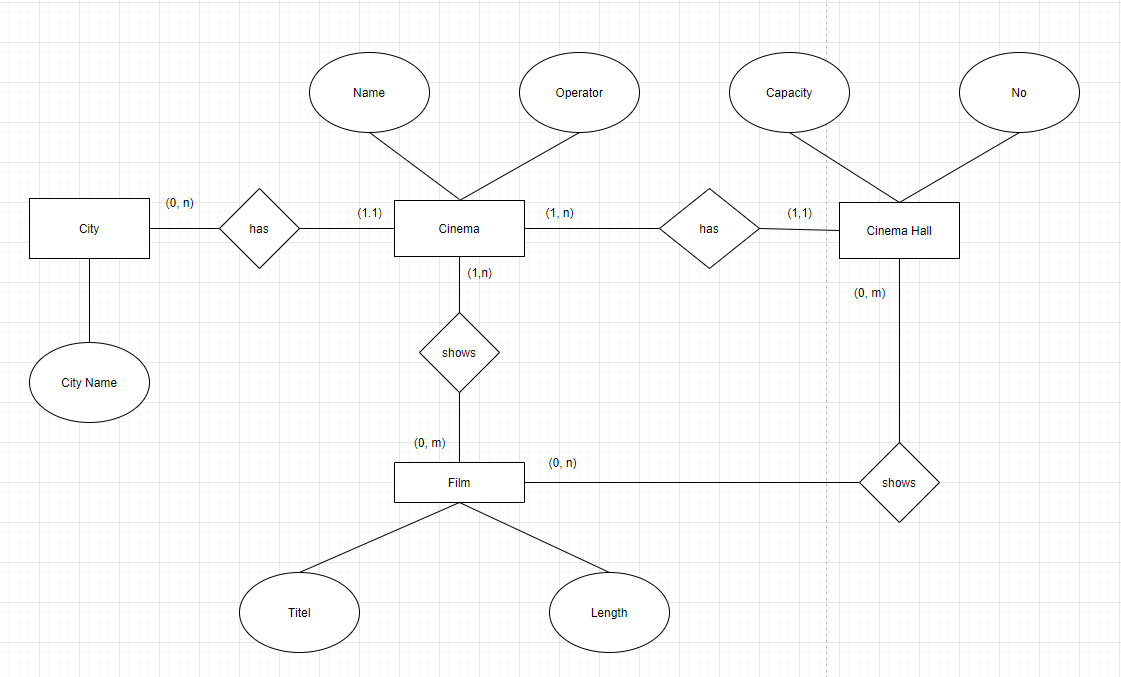 Name
Operator
Capacity
No
(0, n)
(1.1)
(1, n)
(1,1)
City
has
Cinema
has
Cinema Hall
(1,n)
(0, m)
shows
City Name
(0, m)
(0, n)
Film
shows
Titel
Length